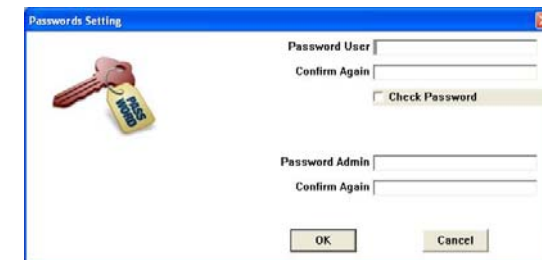 Passwords Setting
Password User
Confirm Again
Check Password
PASS
WORD
Password Admin
Confirm Again
OK
Cancel